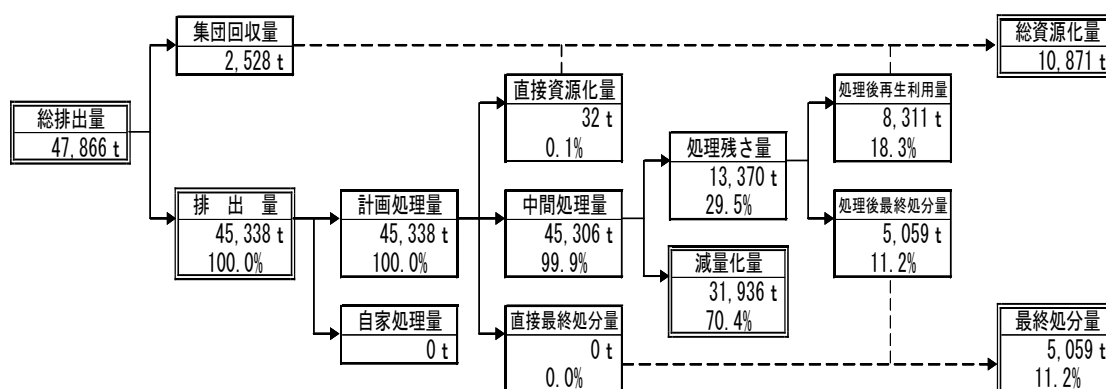 集団回収量
2,528 t
総資源化量
10,871 t
直接資源化量
32 t
0.1%
処理後再生利用量
8,311 t
18.3%
総排出量
47,866 t
処理残さ量
13,370 t
29.5%
排 出 量
45,338 t
100.0%
計画処理量
45,338 t
100.0%
中間処理量
45,306 t
99.9%
処理後最終処分量
5,059 t
11.2%
減量化量
31,936 t
70.4%
自家処理量
0 t
直接最終処分量
0 t
0.0%
最終処分量
5,059 t
11.2%